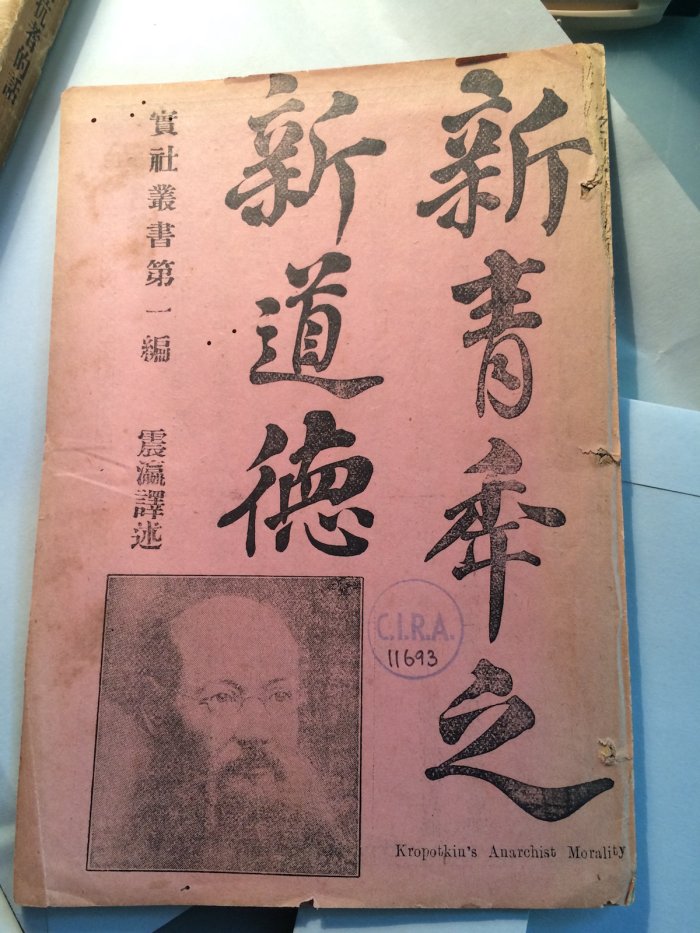 新青年之
新道德
實社叢書第一編
震瀛譯述
C.I.R.A.
11693
Kropotkin's Anarchist Morality